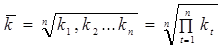 k̄ = ⁿ√(k₁, k₂ … kₙ) = ⁿ√(∏ₜ₌₁ⁿ kₜ)